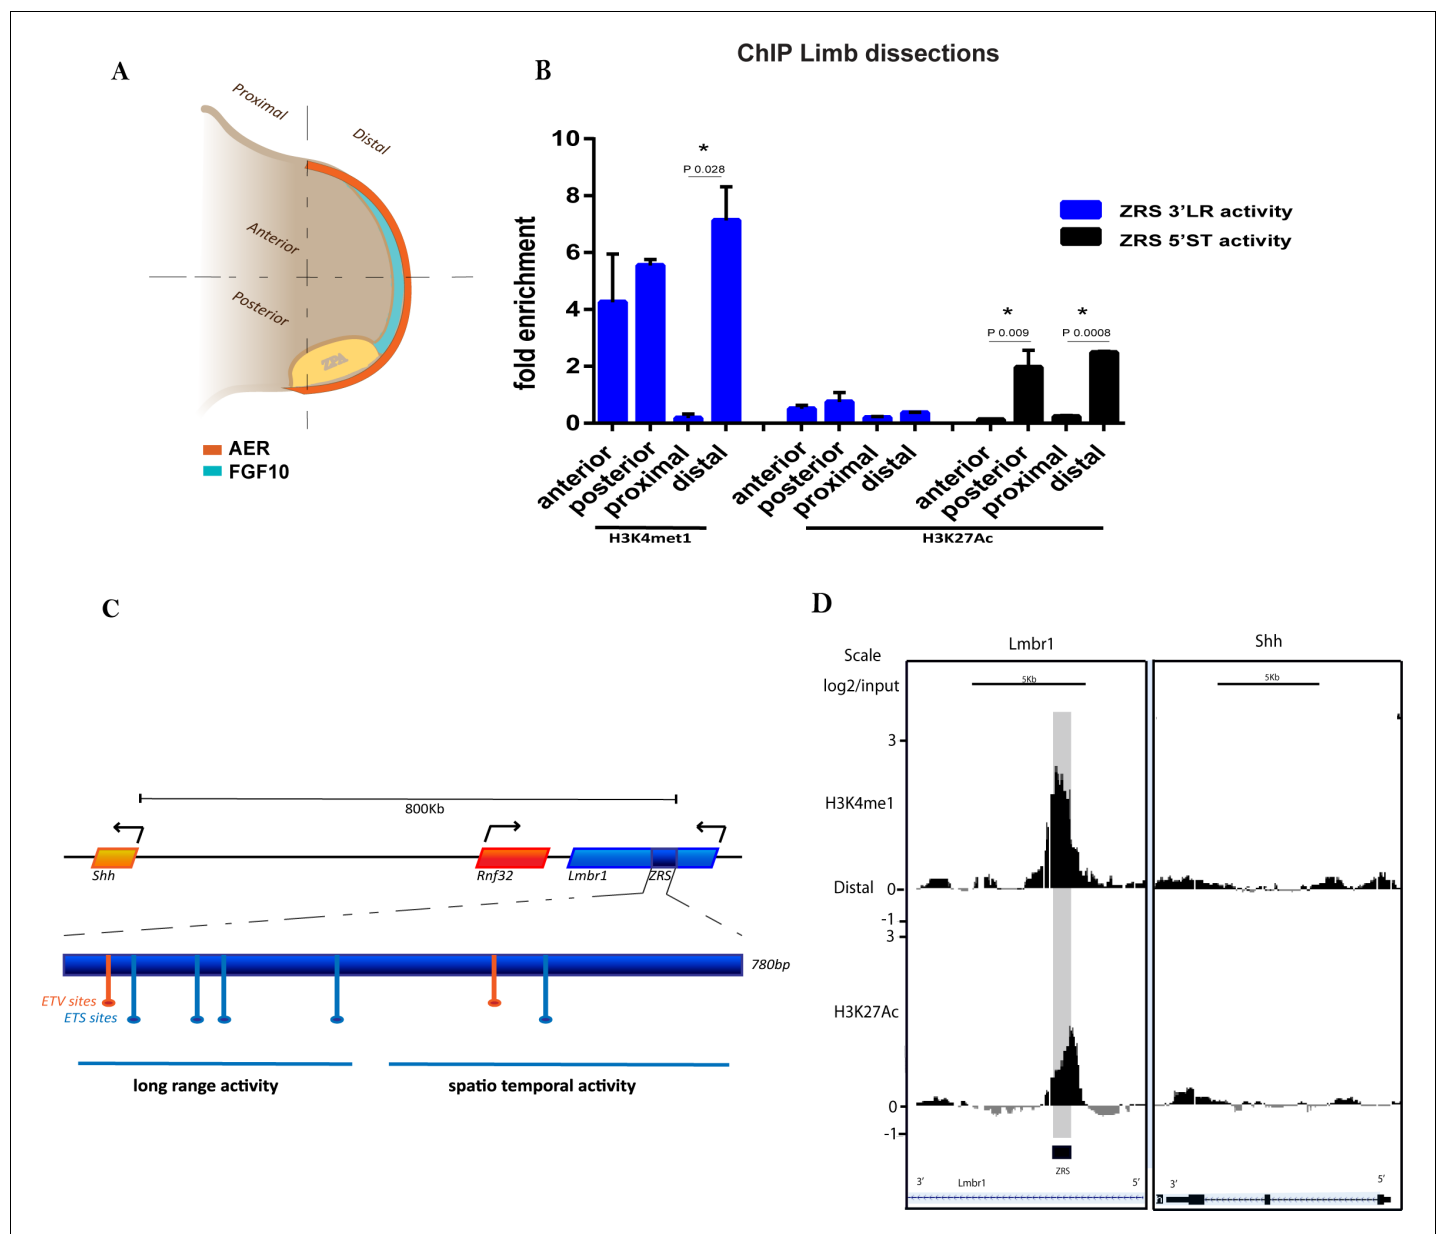 A
Proximal
Distal
Anterior
Posterior
ZPA
AER
FGF10
B
ChIP Limb dissections
fold enrichment
10
8
6
4
2
0
*
P 0.028
*
P 0.009
*
P 0.0008
ZRS 3'LR activity
ZRS 5'ST activity
anterior
posterior
proximal
distal
anterior
posterior
proximal
distal
anterior
posterior
proximal
distal
H3K4met1
H3K27Ac
C
800Kb
Shh
Rnf32
Lmbr1
ZRS
780bp
ETV sites
ETS sites
long range activity
spatio temporal activity
D
Lmbr1
Shh
Scale
log2/input
5Kb
5Kb
3
H3K4me1
Distal
0
-1
3
H3K27Ac
0
-1
ZRS
3'
Lmbr1
5'
3'
5'